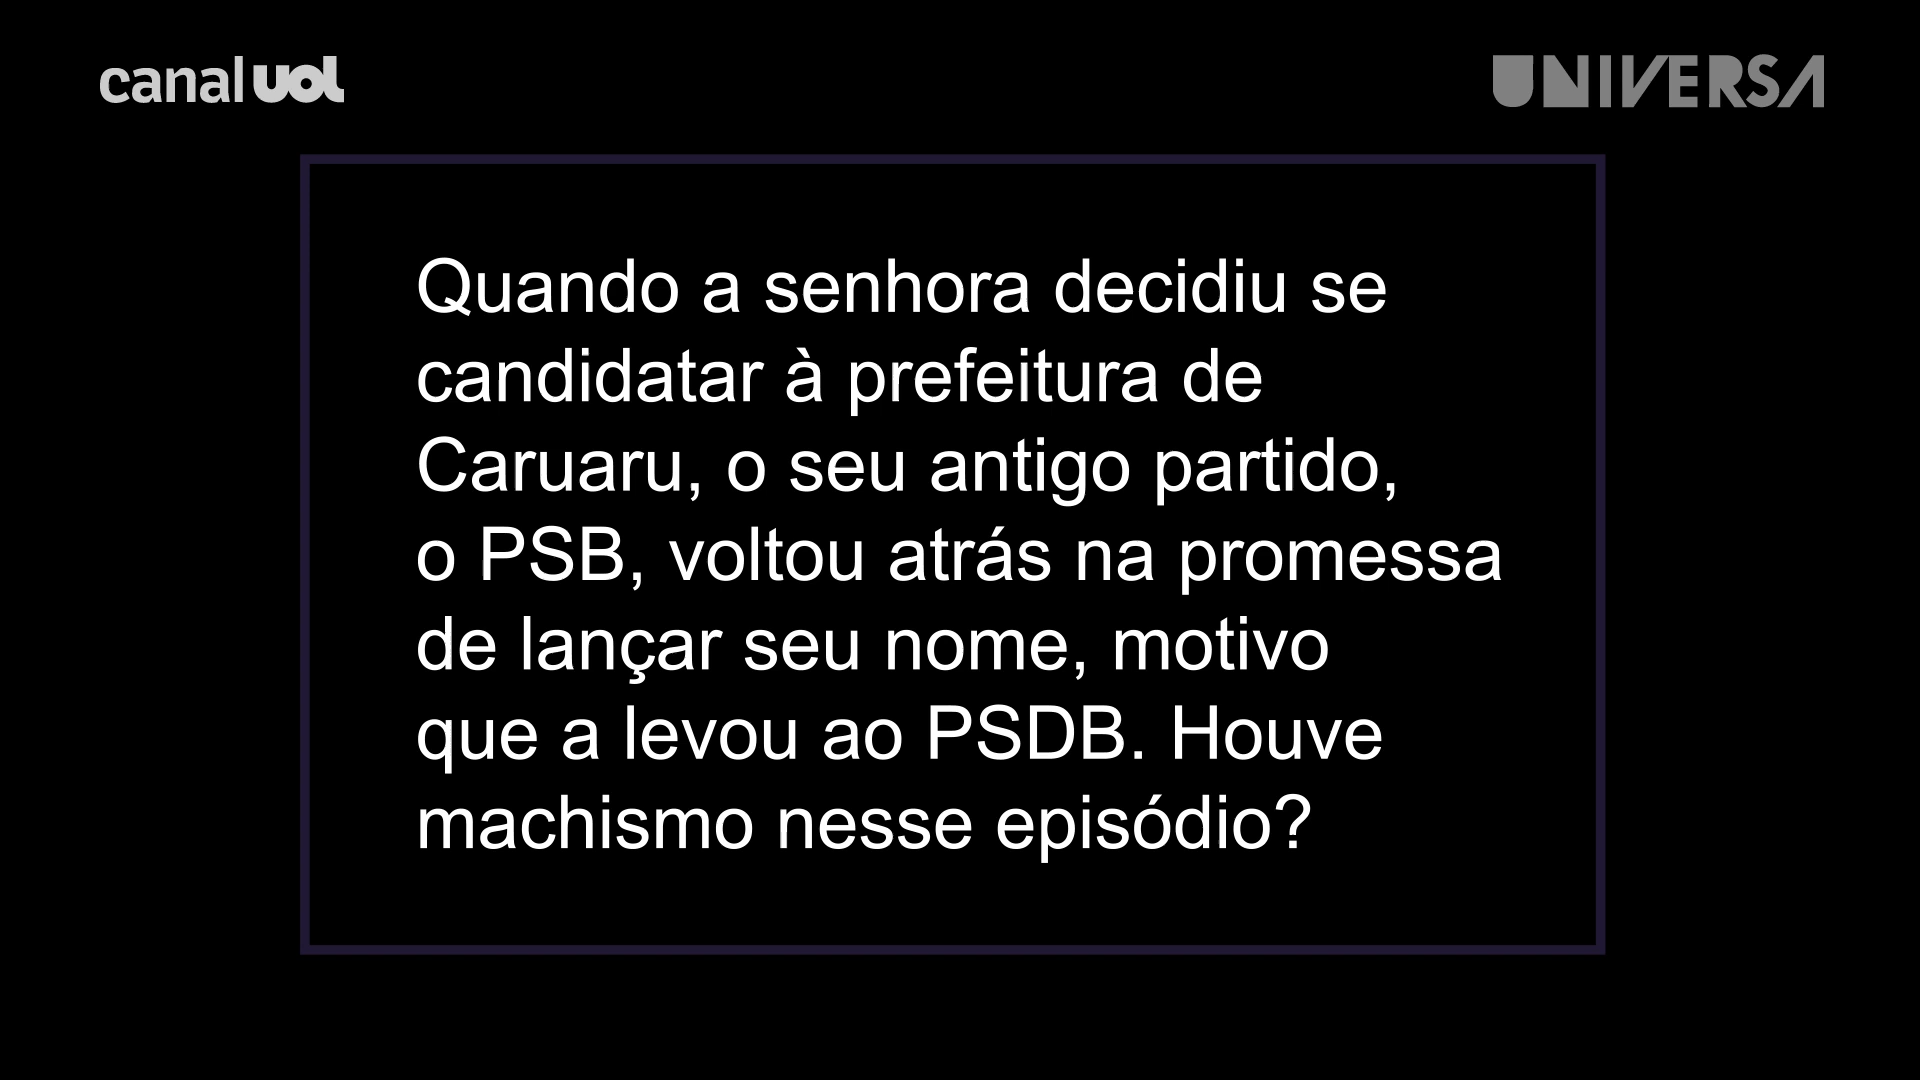 canal UOL
UNIVERSA
Quando a senhora decidiu se
candidatar à prefeitura de
Caruaru, o seu antigo partido,
o PSB, voltou atrás na promessa
de lançar seu nome, motivo
que a levou ao PSDB. Houve
machismo nesse episódio?